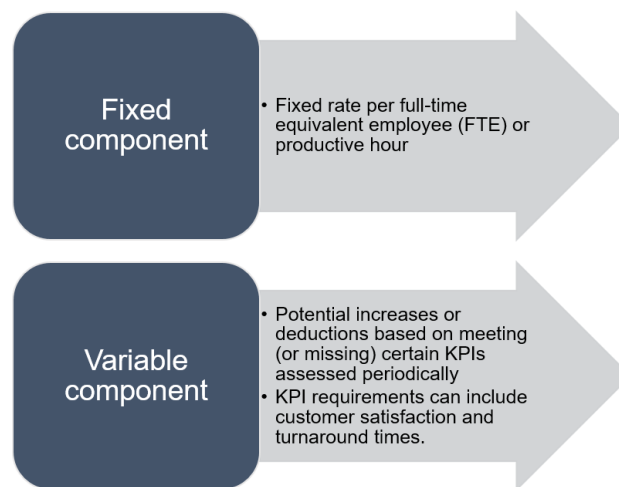 Fixed
component
• Fixed rate per full-time
equivalent employee (FTE) or
productive hour
Variable
component
• Potential increases or
deductions based on meeting
(or missing) certain KPIs
assessed periodically
• KPI requirements can include
customer satisfaction and
turnaround times.